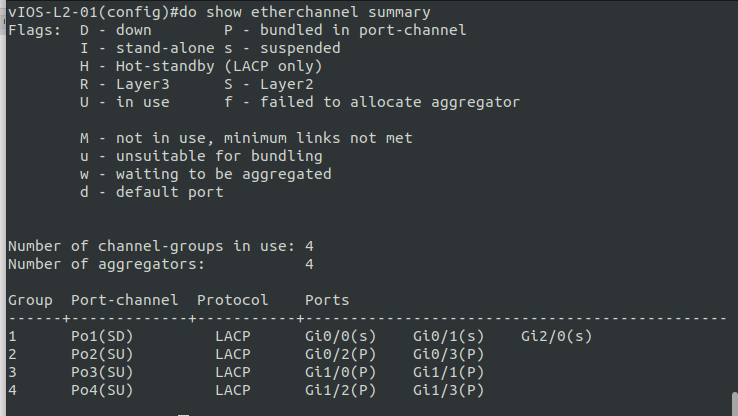 vIOS-L2-01(config)#do show etherchannel summary
Flags:  D - down        P - bundled in port-channel
        I - stand-alone s - suspended
        H - Hot-standby (LACP only)
        R - Layer3      S - Layer2
        U - in use      f - failed to allocate aggregator
        M - not in use, minimum links not met
        u - unsuitable for bundling
        w - waiting to be aggregated
        d - default port
Number of channel-groups in use: 4
Number of aggregators:           4
Group  Port-channel  Protocol    Ports
------+-------------+-----------+-----------------------------------------------
1      Po1(SD)         LACP      Gi0/0(s)    Gi0/1(s)    Gi2/0(s)
2      Po2(SU)         LACP      Gi0/2(P)    Gi0/3(P)
3      Po3(SU)         LACP      Gi1/0(P)    Gi1/1(P)
4      Po4(SU)         LACP      Gi1/2(P)    Gi1/3(P)